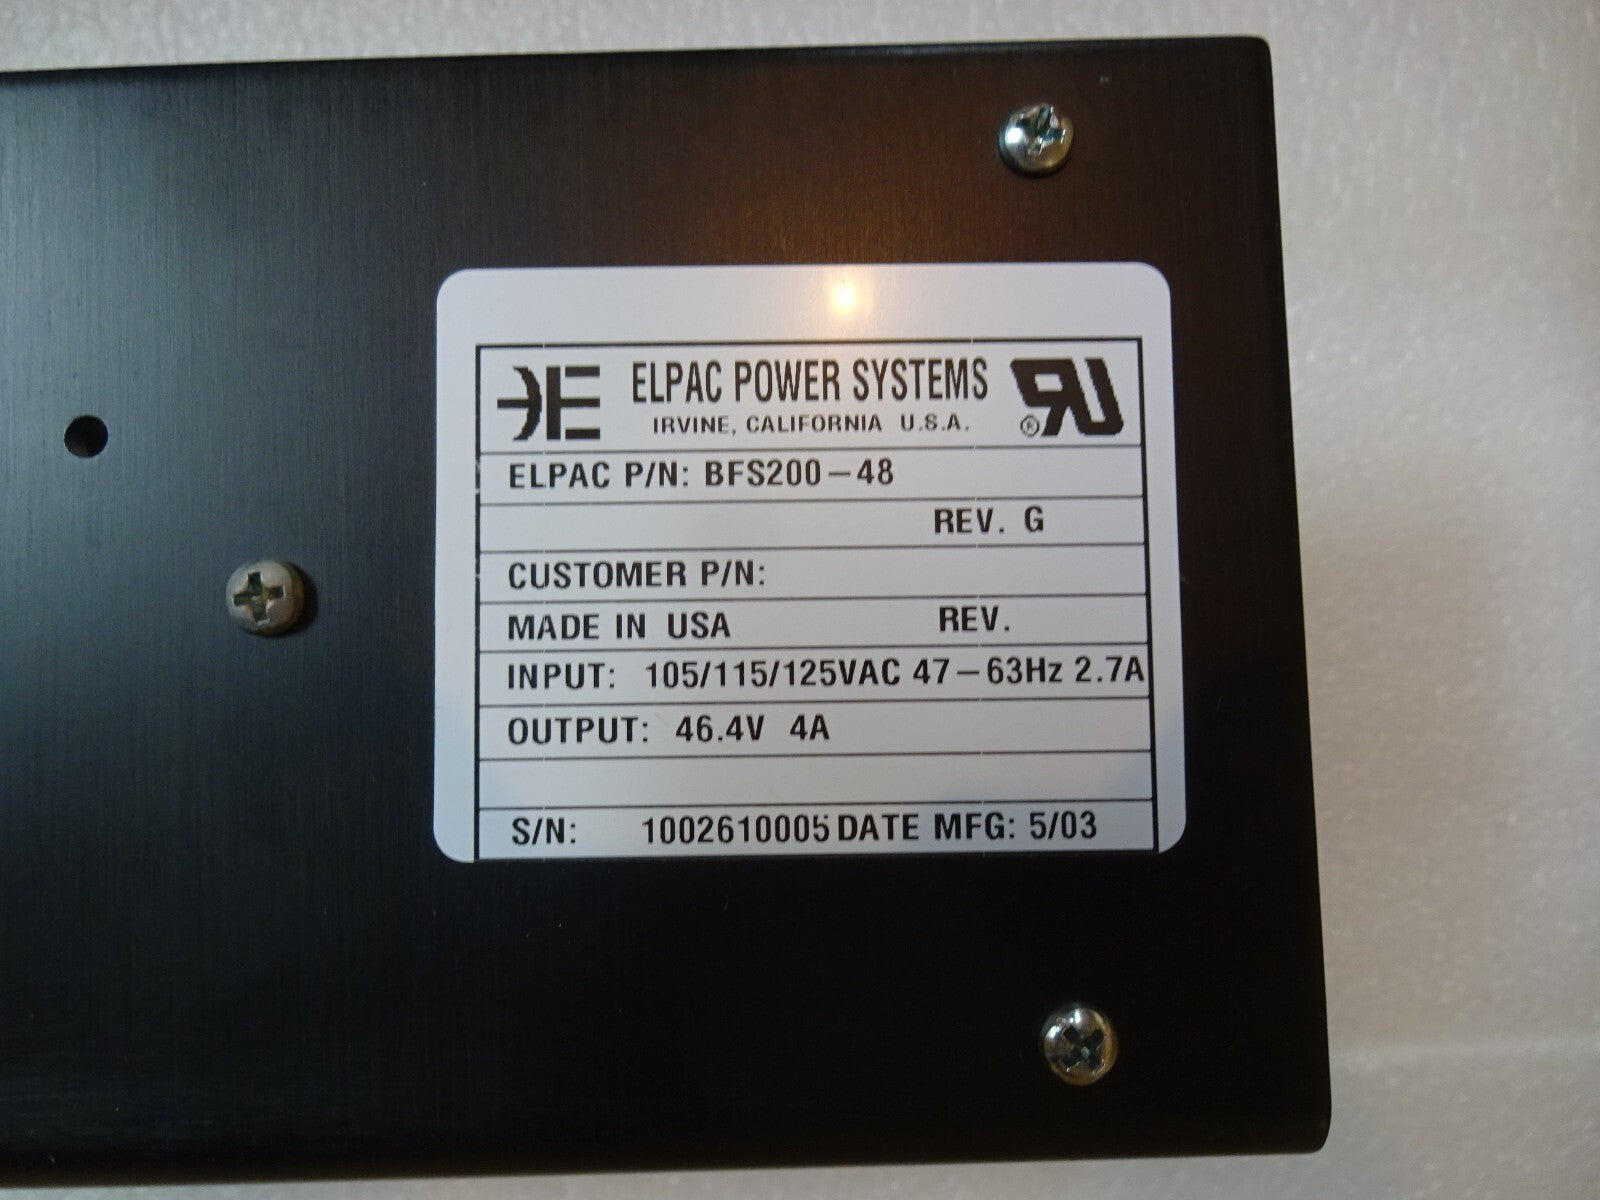 ELPAC POWER SYSTEMS
IRVINE, CALIFORNIA U.S.A.
ELPAC P/N: BFS200-48
REV. G
CUSTOMER P/N:
MADE IN USA REV.
INPUT: 105/115/125VAC 47-63Hz 2.7A
OUTPUT: 46.4V 4A
S/N: 1002610005 DATE MFG: 5/03